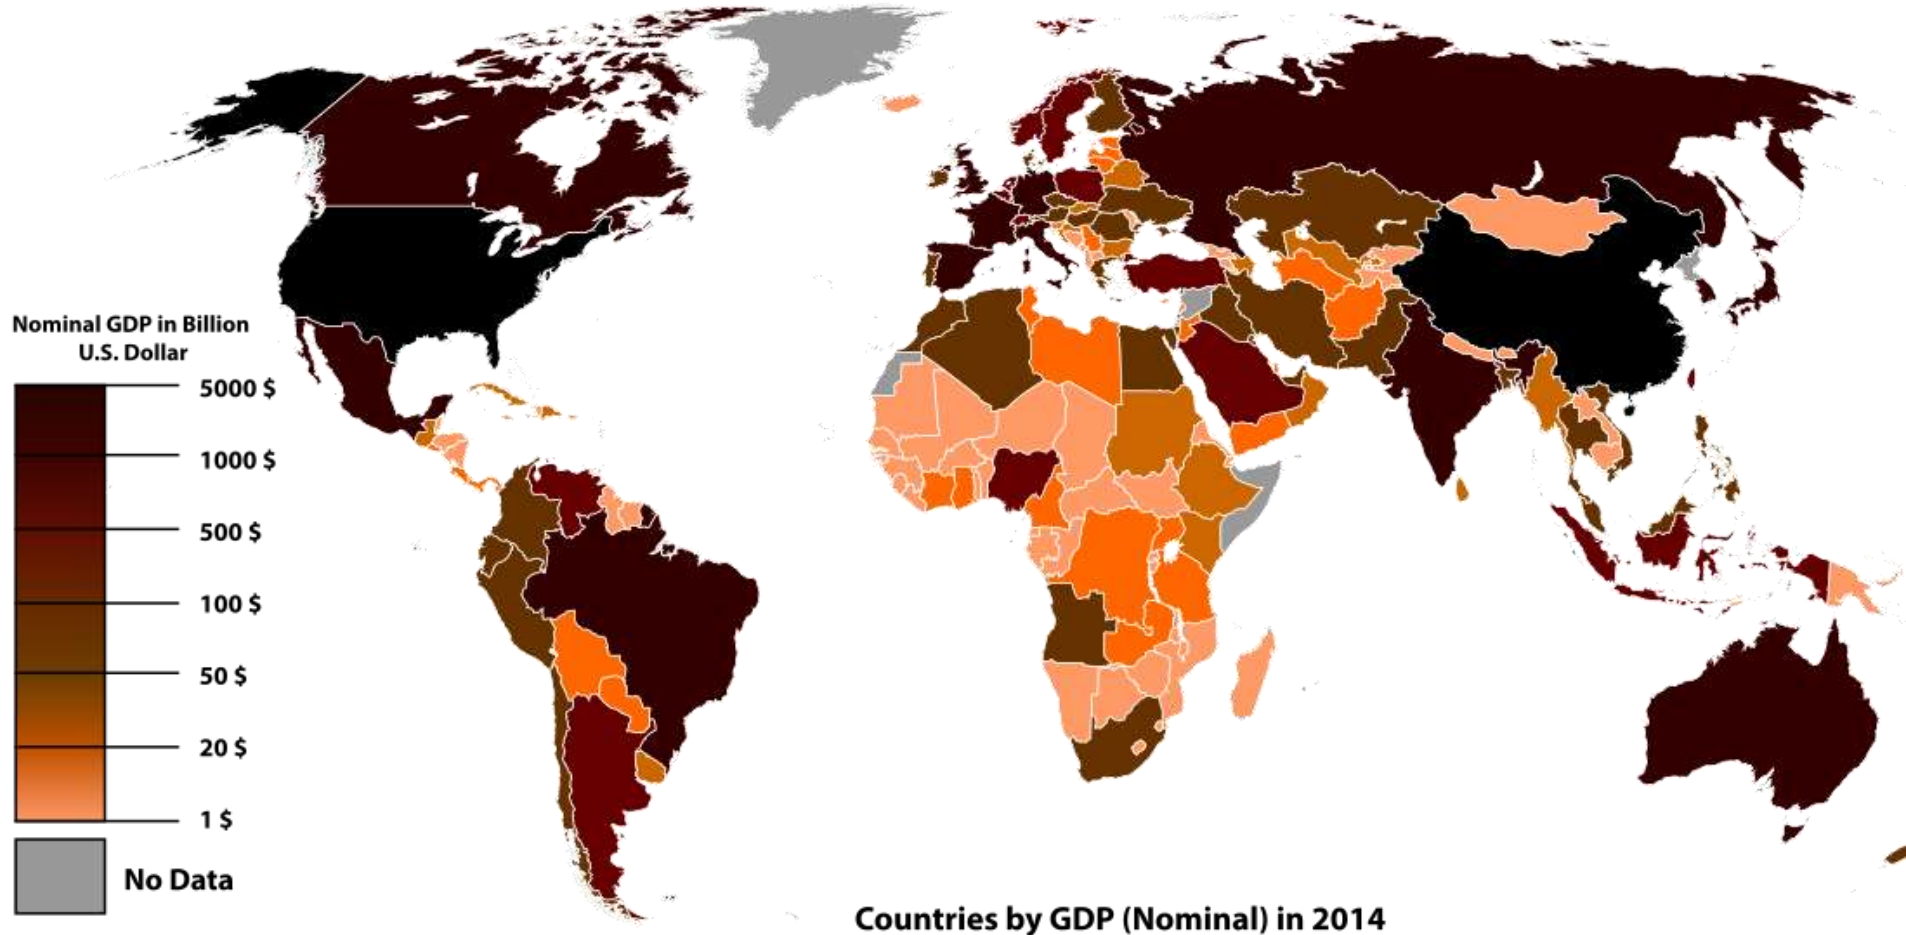 Nominal GDP in Billion
U.S. Dollar
5000 $
1000 $
500 $
100 $
50 $
20 $
1 $
No Data
Countries by GDP (Nominal) in 2014